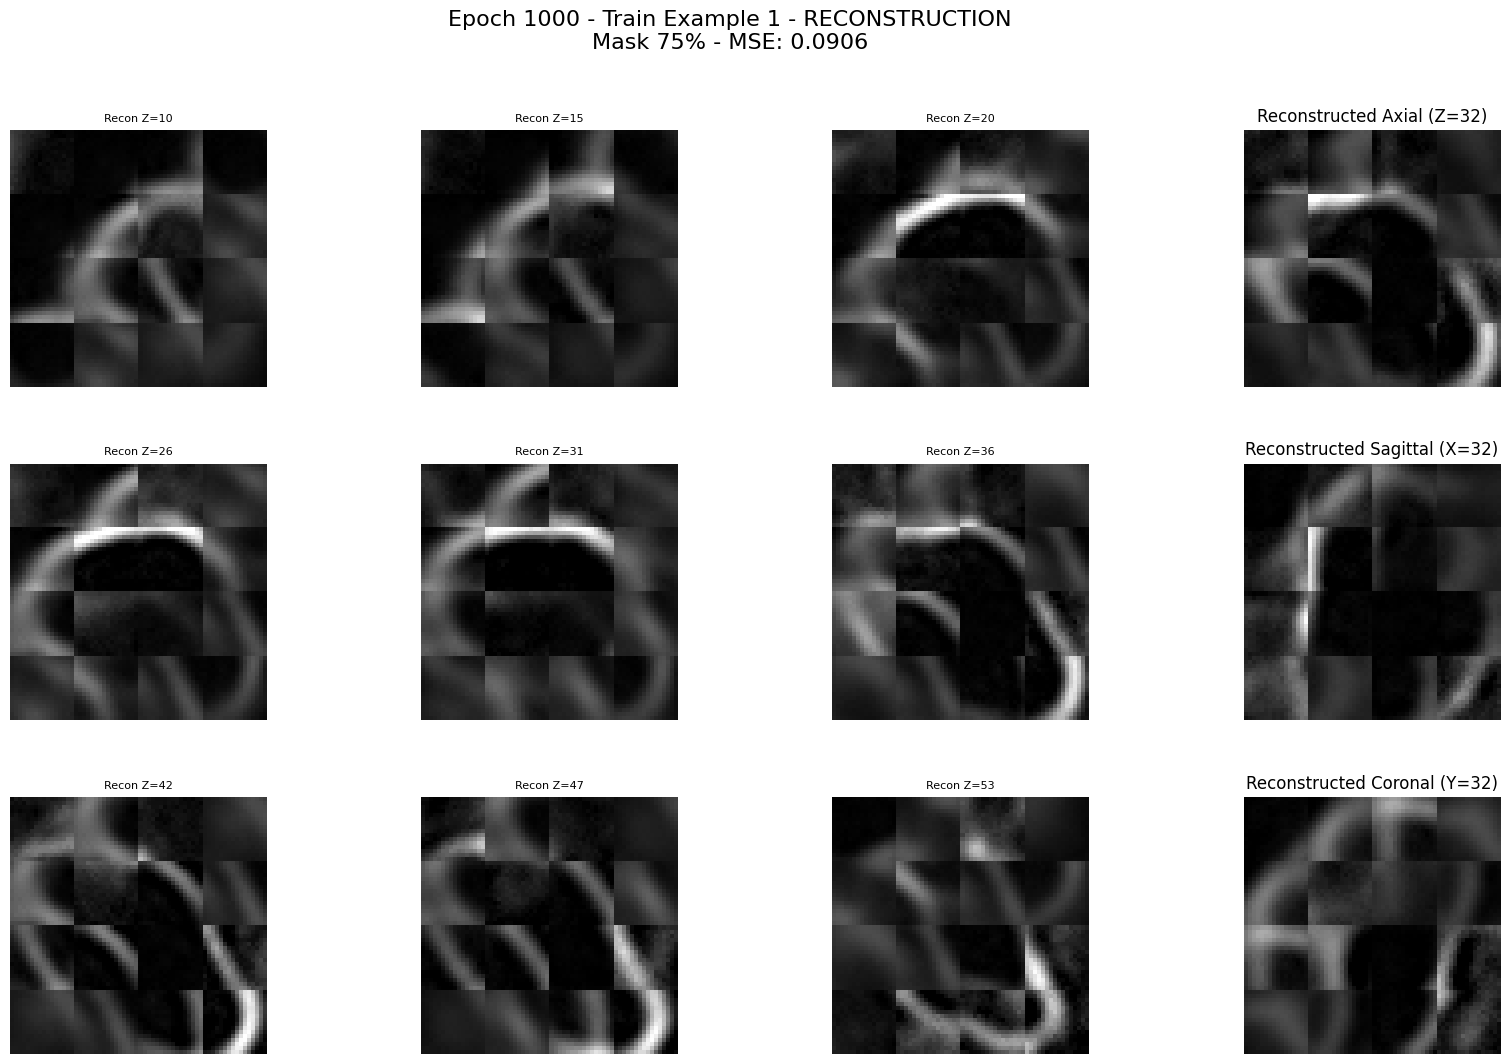 Epoch 1000 - Train Example 1 - RECONSTRUCTION
Mask 75% - MSE: 0.0906
Recon Z=10
Recon Z=15
Recon Z=20
Reconstructed Axial (Z=32)
Recon Z=26
Recon Z=31
Recon Z=36
Reconstructed Sagittal (X=32)
Recon Z=42
Recon Z=47
Recon Z=53
Reconstructed Coronal (Y=32)